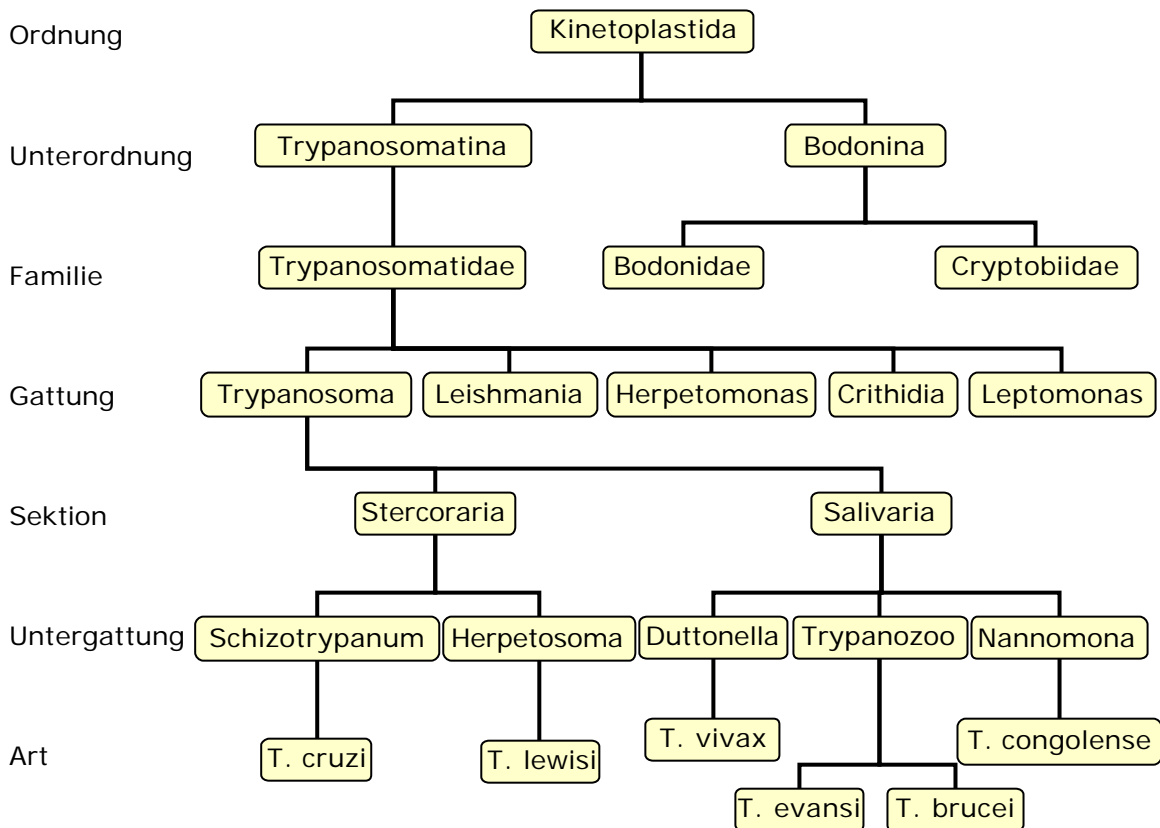 Ordnung
Kinetoplastida
Unterordnung
Trypanosomatina
Bodonina
Familie
Trypanosomatidae
Bodonidae
Cryptobiidae
Gattung
Trypanosoma
Leishmania
Herpetomonas
Crithidia
Leptomonas
Sektion
Stercoraria
Salivaria
Untergattung
Schizotrypanum
Herpetosoma
Duttonella
Trypanozoo
Nannomona
Art
T. cruzi
T. lewisi
T. vivax
T. congolense
T. evansi
T. brucei